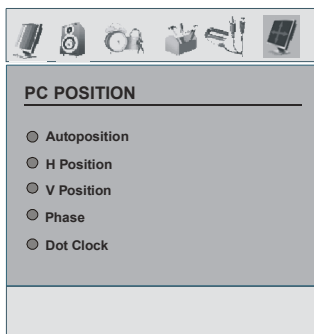 PC POSITION
Autoposition
H Position
V Position
Phase
Dot Clock